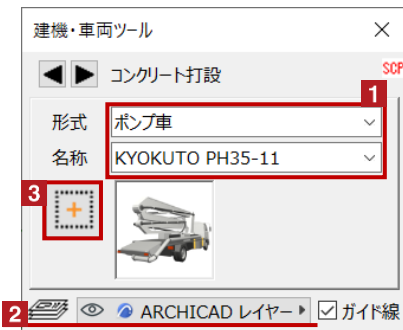 建機・車両ツール
コンクリート打設
SCP
1
形式 ポンプ車
名称 KYOKUTO PH35-11
3
2 ARCHICAD レイヤー ガイド線